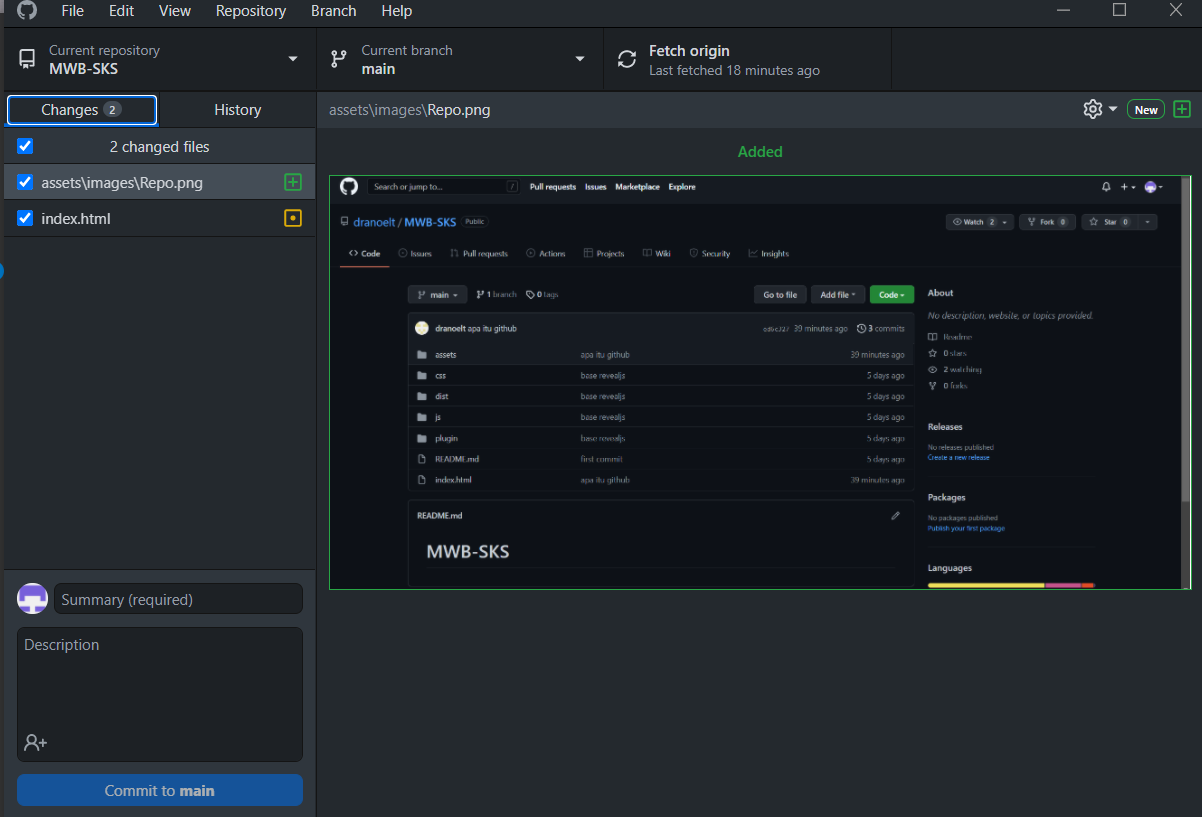 File Edit View Repository Branch Help
Current repository
MWB-SKS
Current branch
main
Fetch origin
Last fetched 18 minutes ago
Changes 2 History
2 changed files
assets\images\Repo.png
index.html
Summary (required)
Description
Commit to main
assets\images\Repo.png
New
Added
Search or jump to... / Pull requests Issues Marketplace Explore
dranoelt / MWB-SKS Public
Watch 2 Fork 0 Star 0
Code Issues Pull requests Actions Projects Wiki Security Insights
main 1 branch 0 tags Go to file Add file Code
dranoelt apa itu github 39 minutes ago 3 commits
assets apa itu github 39 minutes ago
css base revealjs 5 days ago
dist base revealjs 5 days ago
js base revealjs 5 days ago
plugin base revealjs 5 days ago
README.md first commit 5 days ago
index.html apa itu github 39 minutes ago
README.md
MWB-SKS
About
No description, website, or topics provided.
Readme
0 stars
2 watching
0 forks
Releases
No releases published
Create a new release
Packages
No packages published
Publish your first package
Languages